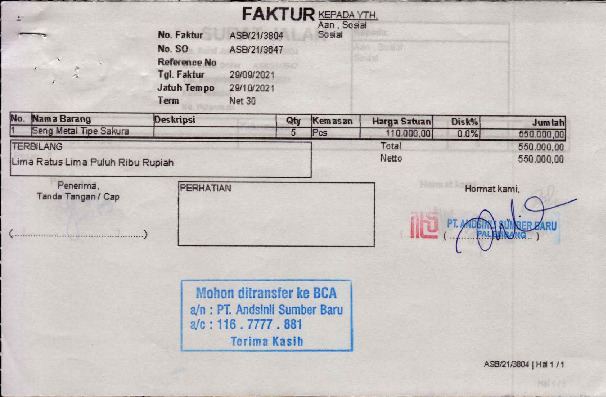 FAKTUR
KEPADA YTH.
Aan , Sosial
Sosial
No. Faktur ASB/21/3804
No. SO ASB/21/3847
Reference No
Tgl. Faktur 29/09/2021
Jatuh Tempo 29/10/2021
Term Net 30
No. Nama Barang Deskripsi Qty Kemasan Harga Satuan Disk% Jumlah
1 Seng Metal Tipe Sakura 5 Pcs 110.000,00 0.0% 550.000,00
TERBILANG
Lima Ratus Lima Puluh Ribu Rupiah
Total 550.000,00
Netto 550.000,00
Penerima,
Tanda Tangan / Cap
(..............................)
PERHATIAN
Hormat kami,
PT. ANDSINLI SUMBER BARU
PALEMBANG
Mohon ditransfer ke BCA
a/n : PT. Andsinli Sumber Baru
a/c : 116 . 7777 . 881
Terima Kasih
ASB/21/3804 | Hal 1 / 1